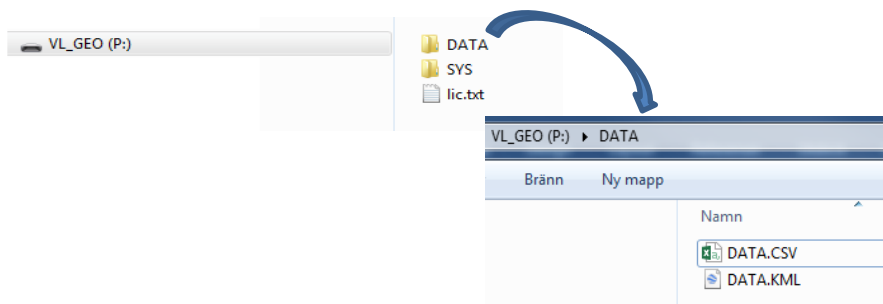 VL_GEO (P:)
DATA
SYS
lic.txt
VL_GEO (P:) ▸ DATA
Bränn Ny mapp
Namn
DATA.CSV
DATA.KML